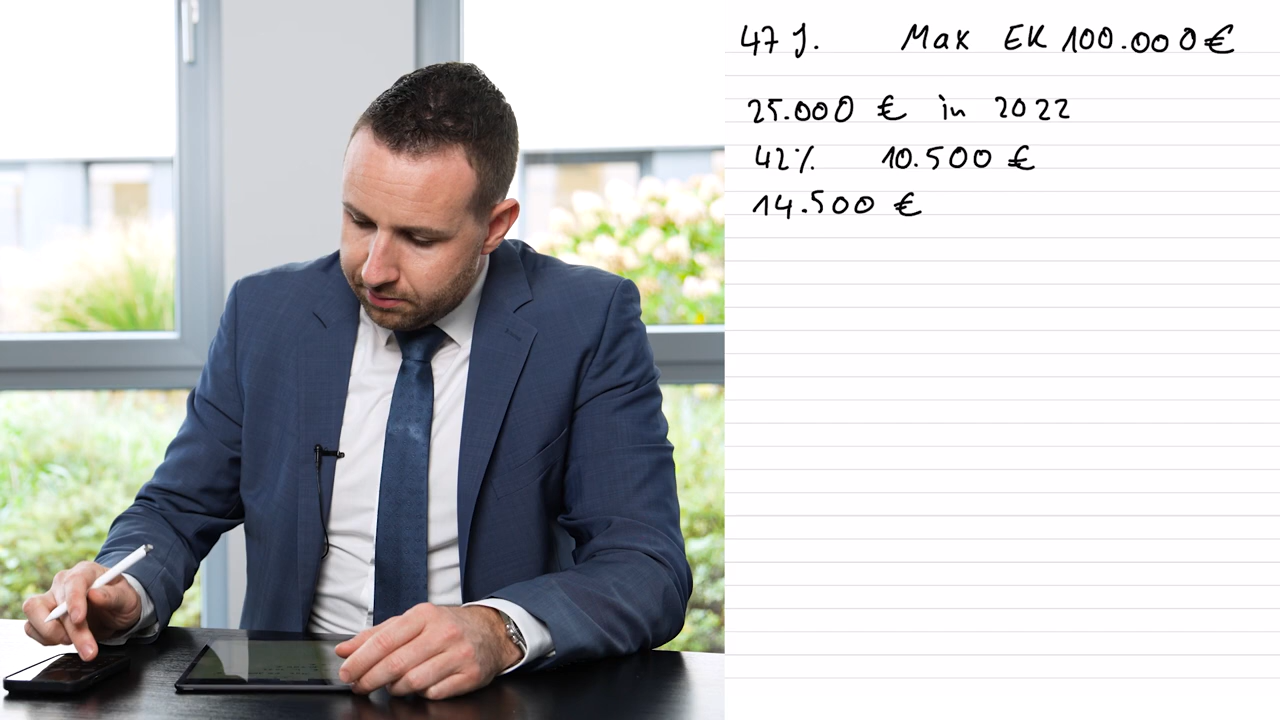 47 J. Max EK 100.000 €
25.000 € in 2022
42% 10.500 €
14.500 €